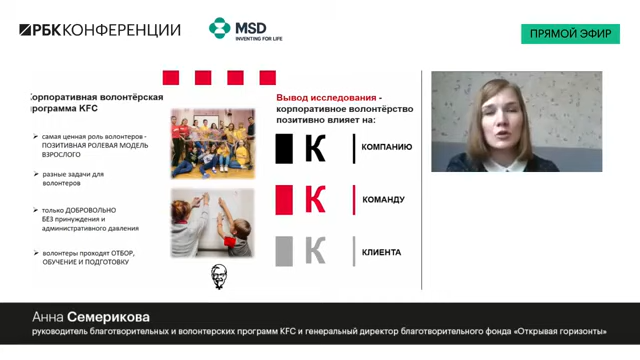 РБК КОНФЕРЕНЦИИ
MSD
INVENTING FOR LIFE
ПРЯМОЙ ЭФИР
орпоративная волонтёрская
программа KFC
самая ценная роль волонтеров -
ПОЗИТИВНАЯ РОЛЕВАЯ МОДЕЛЬ
ВЗРОСЛОГО
разные задачи для
волонтеров
только ДОБРОВОЛЬНО
БЕЗ принуждения и
административного давления
волонтеры проходят ОТБОР,
ОБУЧЕНИЕ И ПОДГОТОВКУ
Вывод исследования -
корпоративное волонтёрство
позитивно влияет на:
К КОМПАНИЮ
К КОМАНДУ
К КЛИЕНТА
Анна Семерикова
руководитель благотворительных и волонтерских программ KFC и генеральный директор благотворительного фонда «Открывая горизонты»